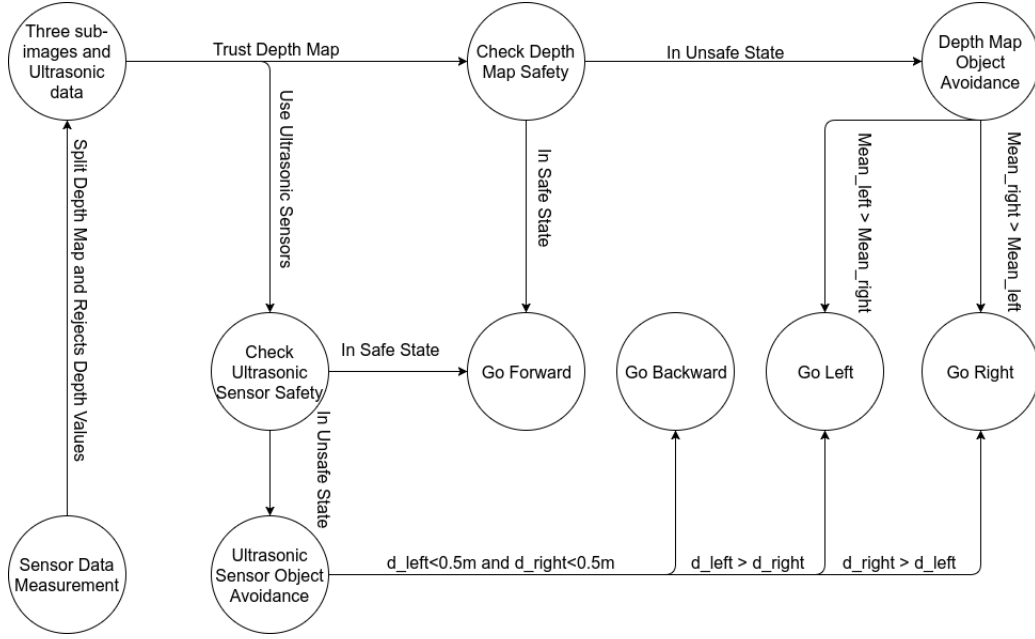 Three sub-
images and
Ultrasonic
data
Trust Depth Map
Check Depth
Map Safety
In Unsafe State
Depth Map
Object
Avoidance
Split Depth Map and Rejects Depth Values
Use Ultrasonic Sensors
In Safe State
Mean_left > Mean_right
Mean_right > Mean_left
Check
Ultrasonic
Sensor Safety
In Safe State
Go Forward
Go Backward
Go Left
Go Right
In Unsafe State
Sensor Data
Measurement
Ultrasonic
Sensor Object
Avoidance
d_left<0.5m and d_right<0.5m
d_left > d_right
d_right > d_left